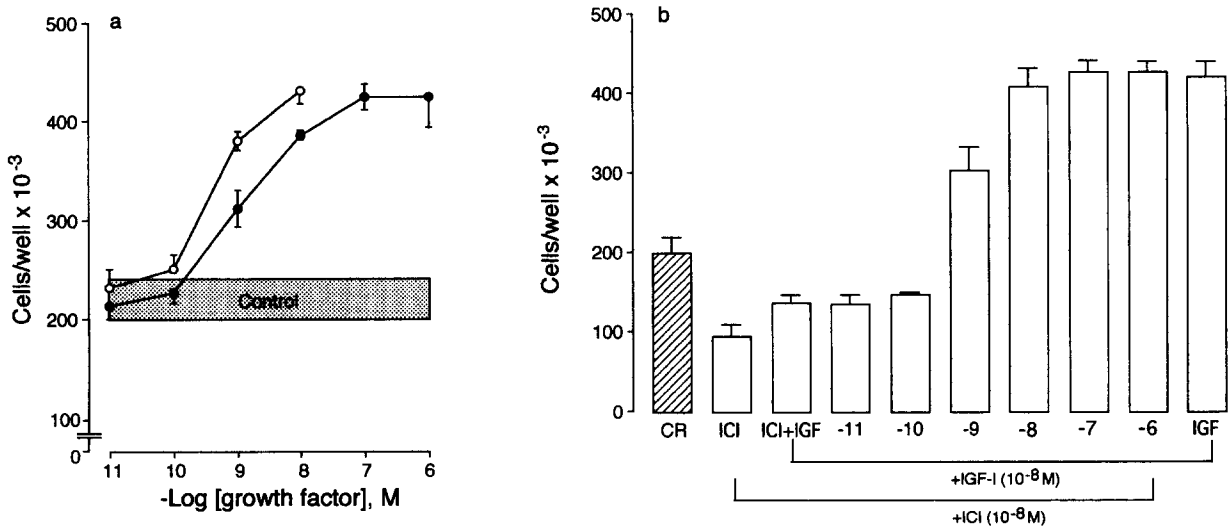 a
500
400
300
200
100
0
Cells/well x 10-3
Control
11 10 9 8 7 6
-Log [growth factor], M
b
500
400
300
200
100
0
Cells/well x 10-3
CR ICI ICI+IGF -11 -10 -9 -8 -7 -6 IGF
+IGF-I (10-8M)
+ICI (10-8M)